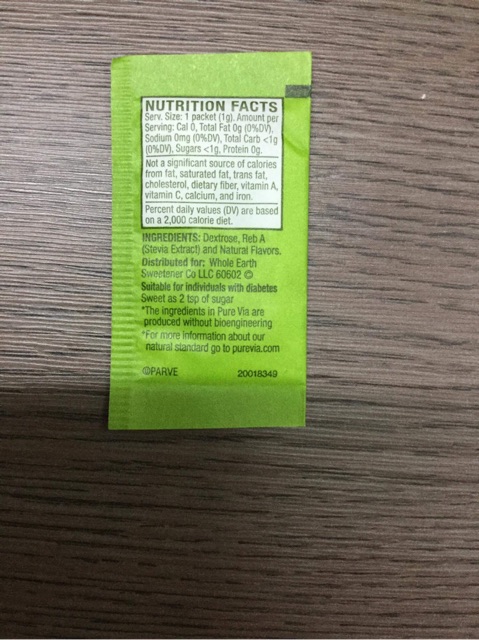 NUTRITION FACTS
Serv. Size: 1 packet (1g). Amount per
Serving: Cal 0, Total Fat 0g (0%DV),
Sodium 0mg (0%DV), Total Carb <1g
(0%DV), Sugars <1g, Protein 0g.
Not a significant source of calories
from fat, saturated fat, trans fat,
cholesterol, dietary fiber, vitamin A,
vitamin C, calcium, and iron.
Percent daily values (DV) are based
on a 2,000 calorie diet.
INGREDIENTS: Dextrose, Reb A
(Stevia Extract) and Natural Flavors.
Distributed for: Whole Earth
Sweetener Co LLC 60602 ©
Suitable for individuals with diabetes
Sweet as 2 tsp of sugar
*The ingredients in Pure Via are
produced without bioengineering
*For more information about our
natural standard go to purevia.com
ⓊPARVE 20018349